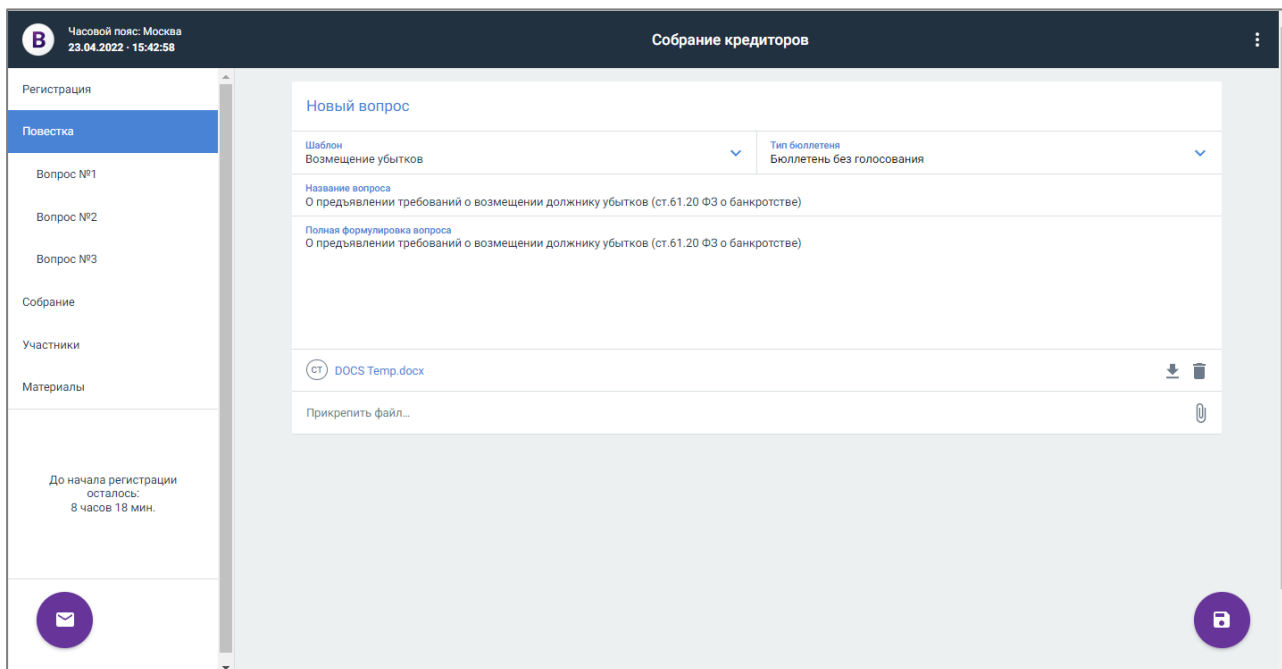 B
Часовой пояс: Москва
23.04.2022 · 15:42:58
Собрание кредиторов
Регистрация
Повестка
Вопрос №1
Вопрос №2
Вопрос №3
Собрание
Участники
Материалы
До начала регистрации
осталось:
8 часов 18 мин.
Новый вопрос
Шаблон
Возмещение убытков
Тип бюллетеня
Бюллетень без голосования
Название вопроса
О предъявлении требований о возмещении должнику убытков (ст.61.20 ФЗ о банкротстве)
Полная формулировка вопроса
О предъявлении требований о возмещении должнику убытков (ст.61.20 ФЗ о банкротстве)
СТ DOCS Temp.docx
Прикрепить файл...